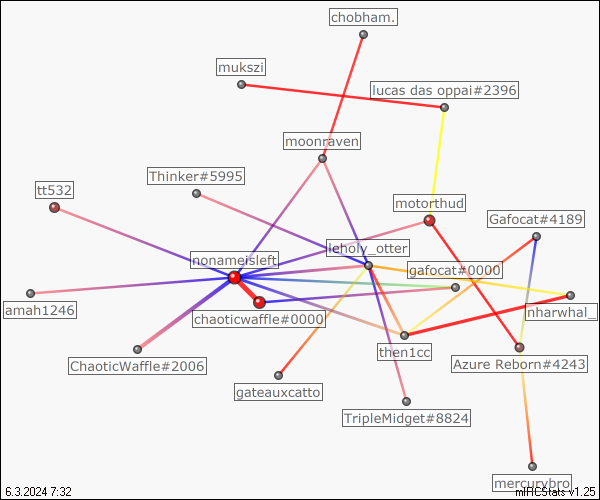 chobham.
mukszi
lucas das oppai#2396
moonraven
Thinker#5995
tt532
motorthud
Gafocat#4189
leholy_otter
nonameisleft
gafocat#0000
amah1246
chaoticwaffle#0000
nharwhal_
then1cc
ChaoticWaffle#2006
Azure Reborn#4243
gateauxcatto
TripleMidget#8824
mercurybro
6.3.2024 7:32
mIRCStats v1.25